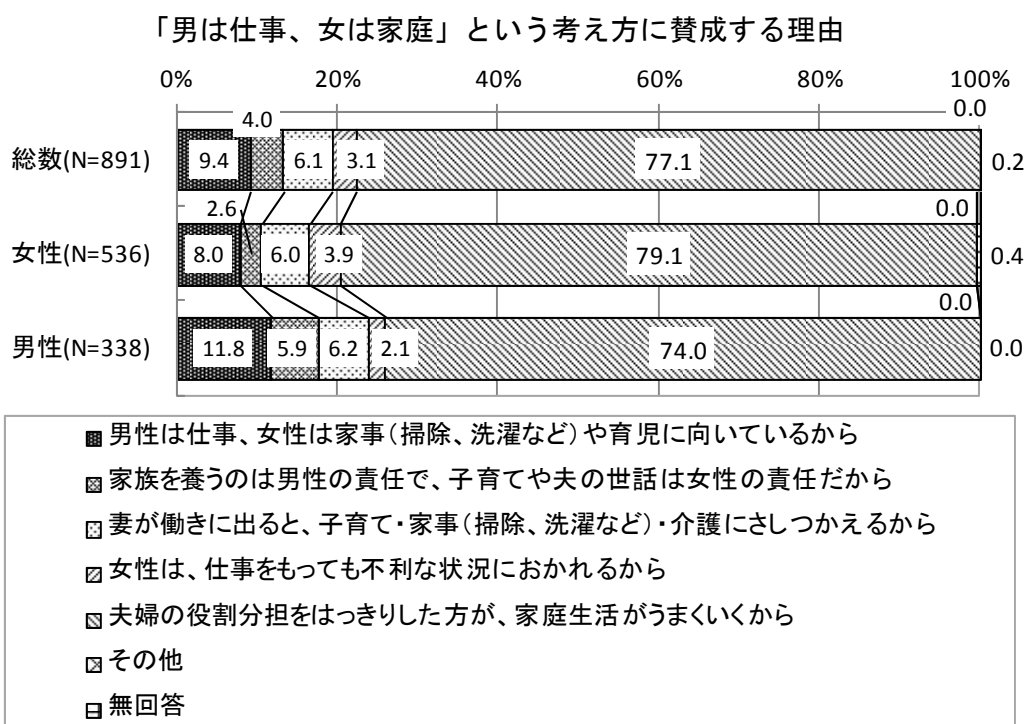 「男は仕事、女は家庭」という考え方に賛成する理由
0% 20% 40% 60% 80% 100%
4.0 0.0
総数(N=891) 9.4 6.1 3.1 77.1 0.2
2.6 0.0
女性(N=536) 8.0 6.0 3.9 79.1 0.4
0.0
男性(N=338) 11.8 5.9 6.2 2.1 74.0 0.0
男性は仕事、女性は家事(掃除、洗濯など)や育児に向いているから
家族を養うのは男性の責任で、子育てや夫の世話は女性の責任だから
妻が働きに出ると、子育て・家事(掃除、洗濯など)・介護にさしつかえるから
女性は、仕事をもっても不利な状況におかれるから
夫婦の役割分担をはっきりした方が、家庭生活がうまくいくから
その他
無回答